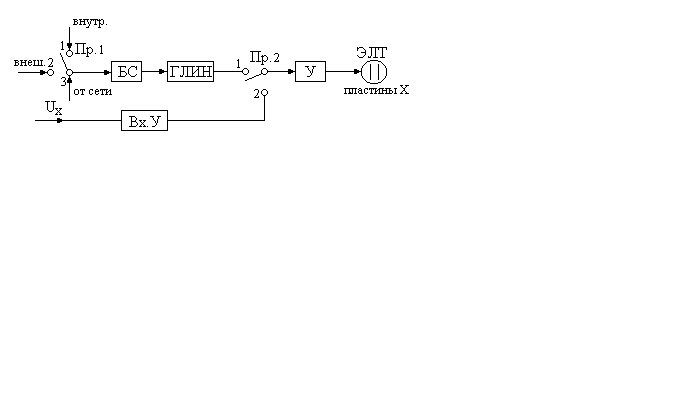 внутр.
1 Пр.1
внеш. 2
3
от сети
БС
ГЛИН
1 Пр.2
2
У
ЭЛТ
пластины X
UX
Вх.У